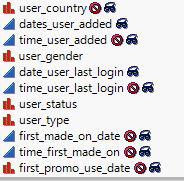 user_country
dates_user_added
time_user_added
user_gender
date_user_last_login
time_user_last_login
user_status
user_type
first_made_on_date
time_first_made_on
first_promo_use_date